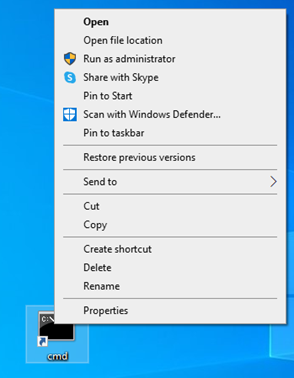 Open
Open file location
Run as administrator
Share with Skype
Pin to Start
Scan with Windows Defender...
Pin to taskbar
Restore previous versions
Send to
Cut
Copy
Create shortcut
Delete
Rename
Properties
C:\
cmd